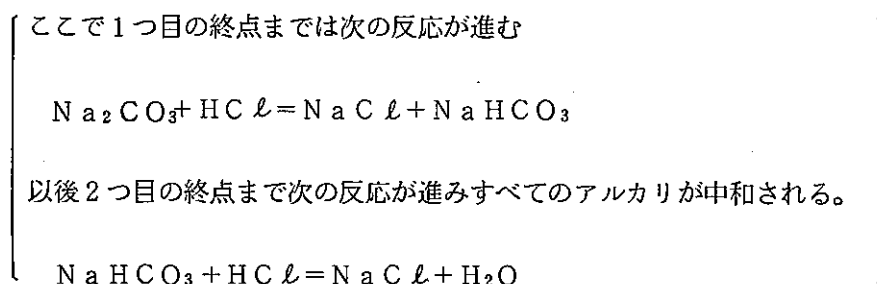 ここで1つ目の終点までは次の反応が進む
Na₂CO₃+HCℓ=NaCℓ+NaHCO₃
以後2つ目の終点まで次の反応が進みすべてのアルカリが中和される。
NaHCO₃+HCℓ=NaCℓ+H₂O